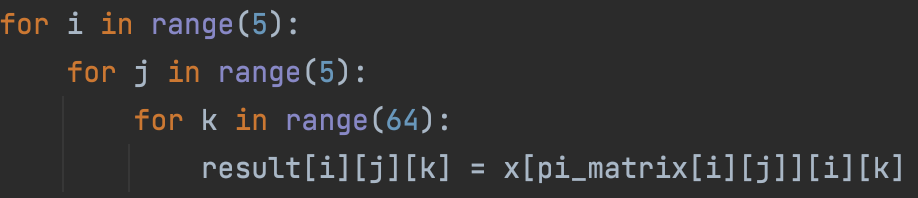 for i in range(5):
    for j in range(5):
        for k in range(64):
            result[i][j][k] = x[pi_matrix[i][j]][i][k]